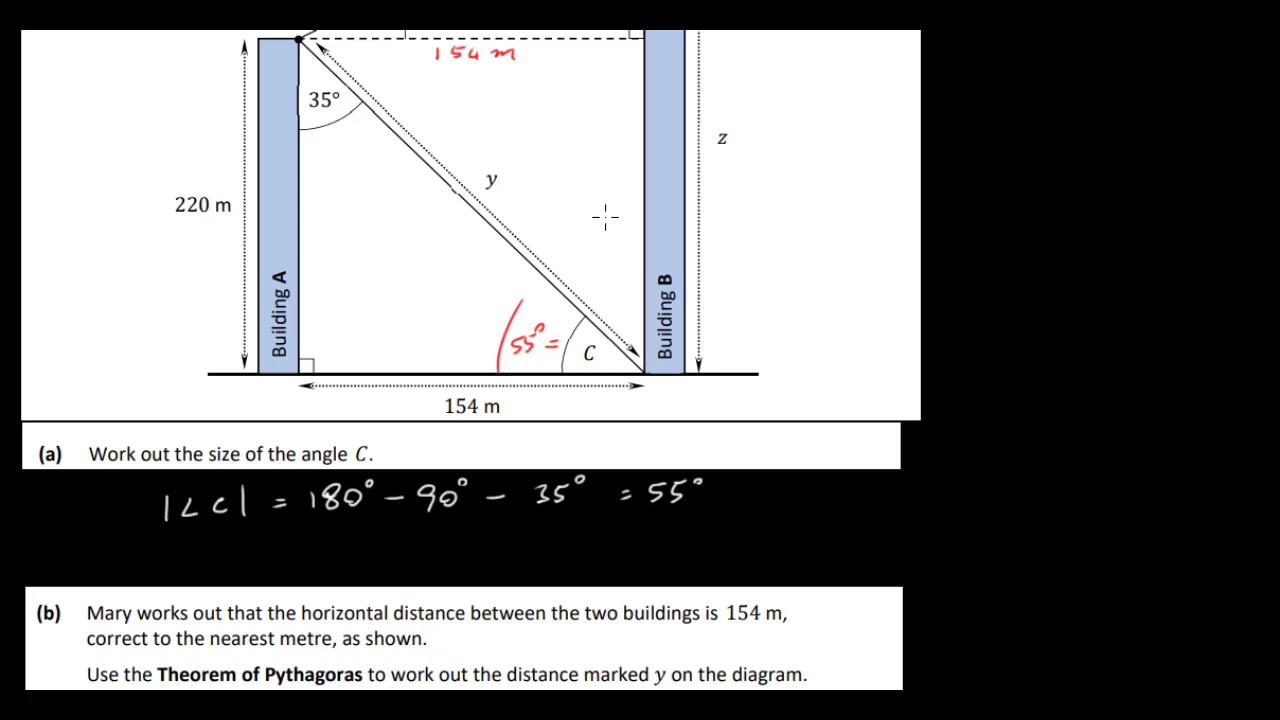 154 m
35°
z
y
220 m
Building A
Building B
55° =
C
154 m
(a) Work out the size of the angle C.
|∠C| = 180° - 90° - 35° = 55°
(b) Mary works out that the horizontal distance between the two buildings is 154 m,
correct to the nearest metre, as shown.
Use the Theorem of Pythagoras to work out the distance marked y on the diagram.